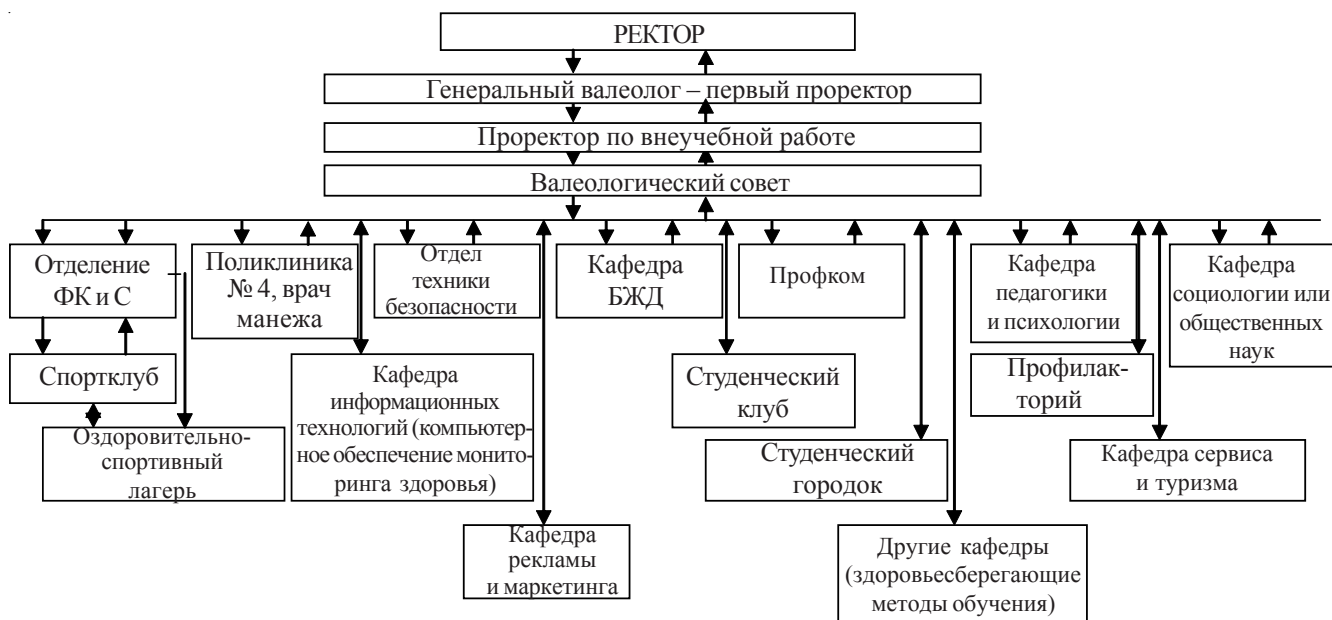 РЕКТОР
Генеральный валеолог – первый проректор
Проректор по внеучебной работе
Валеологический совет
Отделение
ФК и С
Поликлиника
№ 4, врач
манежа
Отдел
техники
безопасности
Кафедра
БЖД
Профком
Кафедра
педагогики
и психологии
Кафедра
социологии или
общественных
наук
Спортклуб
Кафедра
информационных
технологий (компьютер-
ное обеспечение монито-
ринга здоровья)
Студенческий
клуб
Профилак-
торий
Оздоровительно-
спортивный
лагерь
Студенческий
городок
Кафедра сервиса
и туризма
Кафедра
рекламы
и маркетинга
Другие кафедры
(здоровьесберегающие
методы обучения)